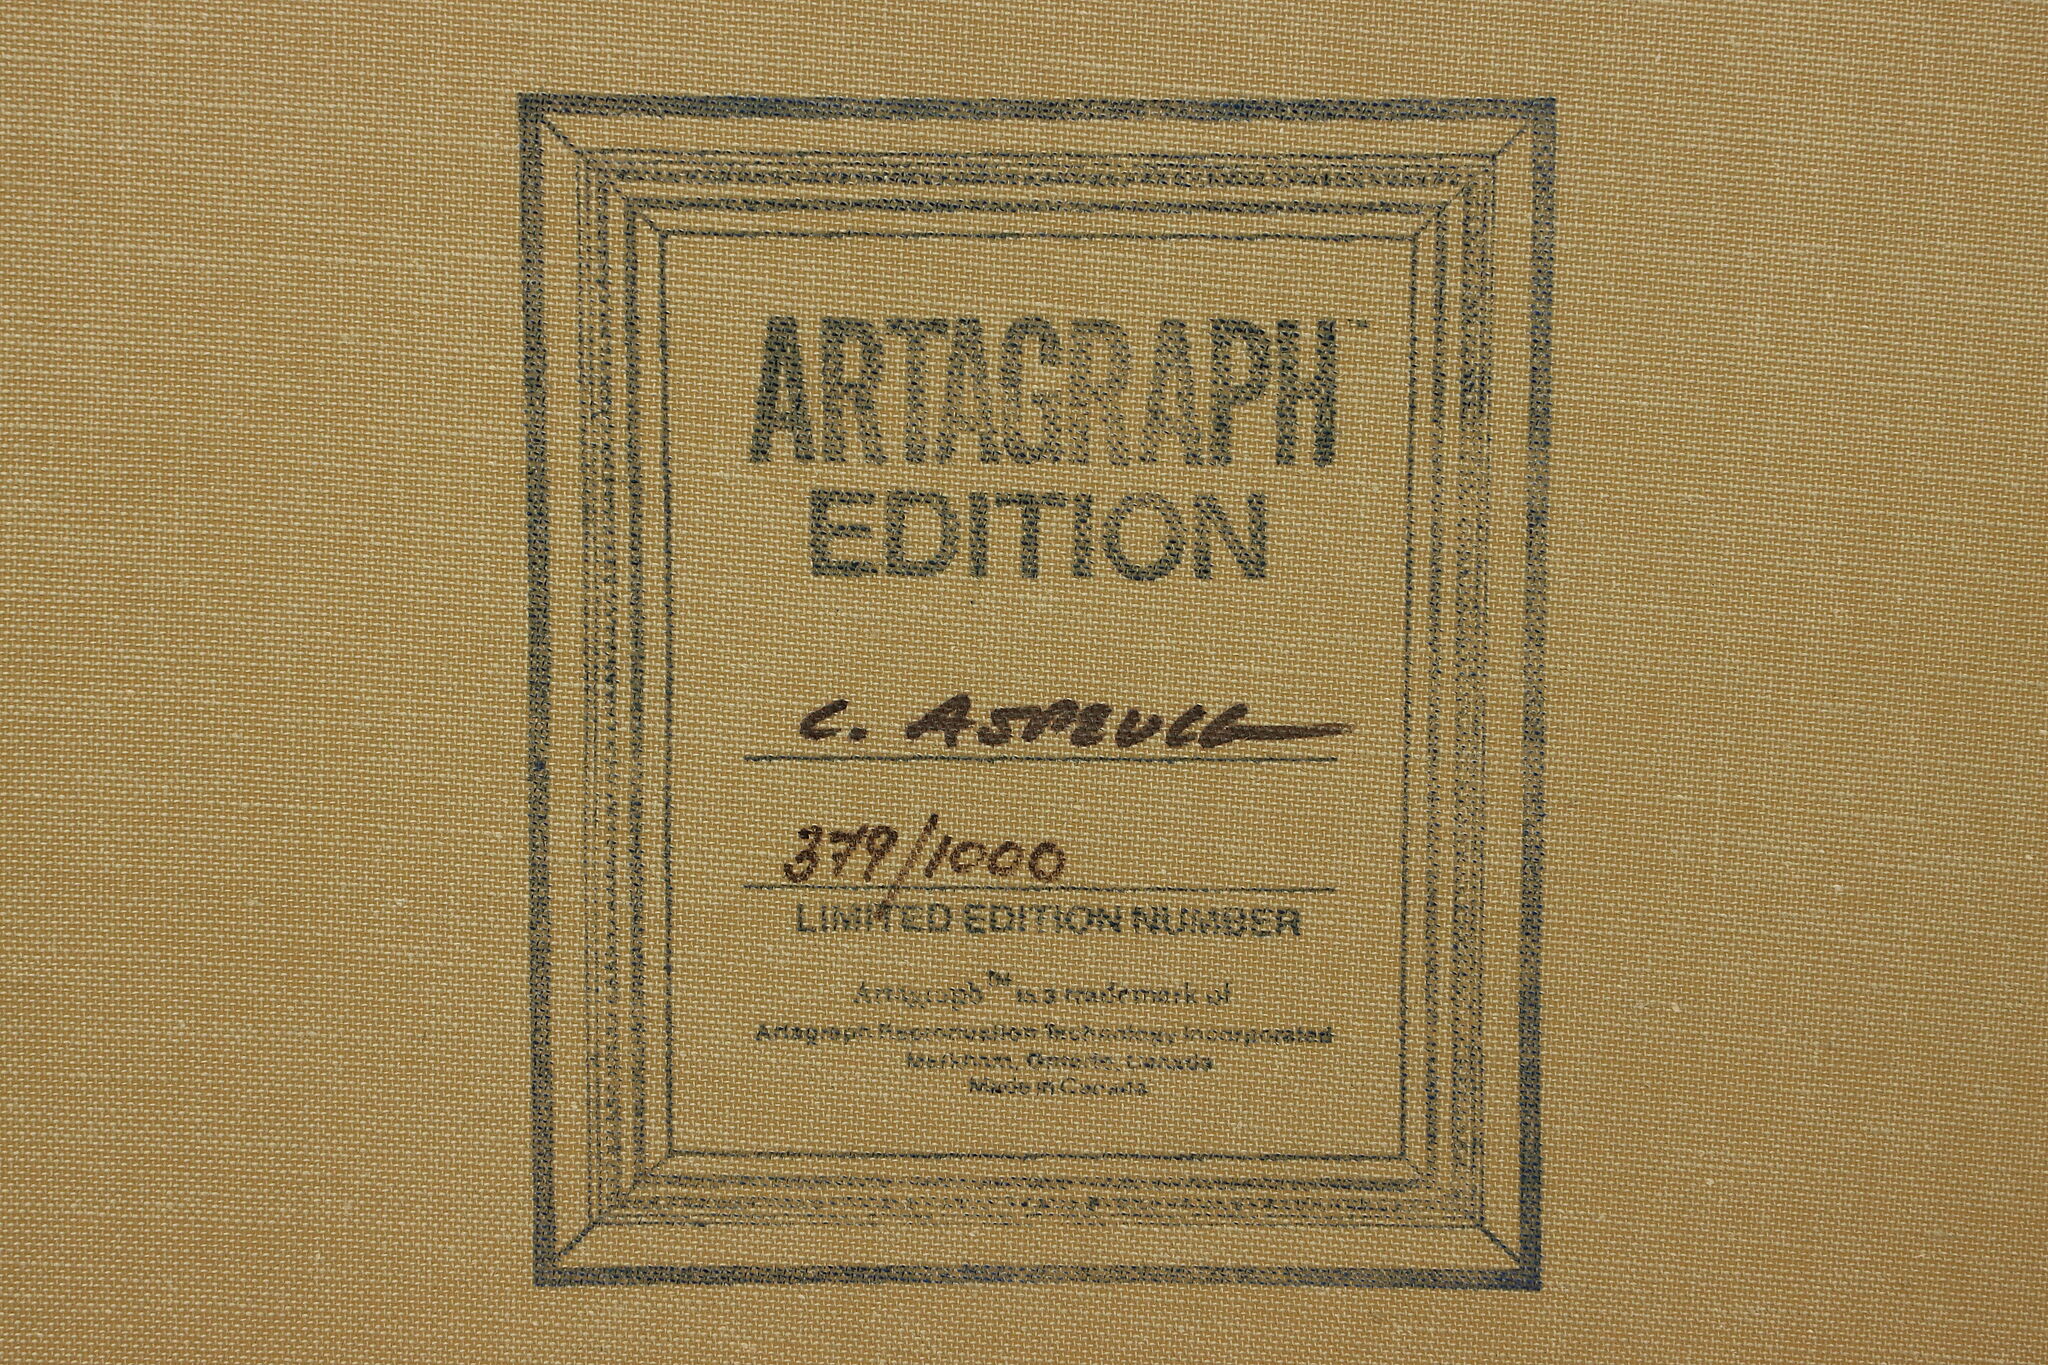 ARTAGRAPH™
EDITION
C. ASPEVLL
379/1000
LIMITED EDITION NUMBER
Artagraph™ is a trademark of
Artagraph Reproduction Technology Incorporated
Markham, Ontario, Canada
Made in Canada